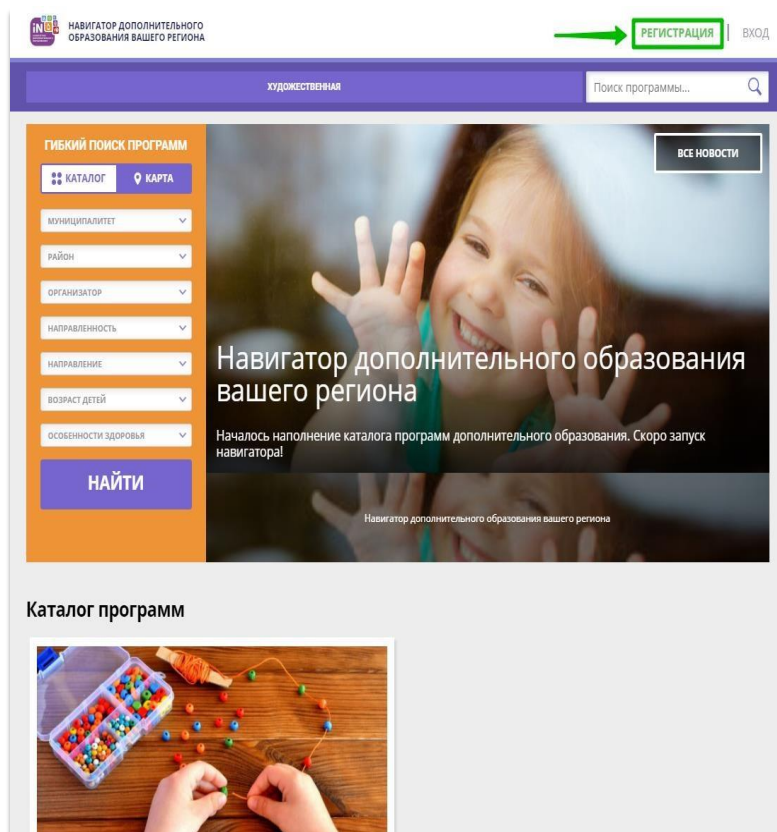 НАВИГАТОР ДОПОЛНИТЕЛЬНОГО
ОБРАЗОВАНИЯ ВАШЕГО РЕГИОНА
РЕГИСТРАЦИЯ
ВХОД
ХУДОЖЕСТВЕННАЯ
Поиск программы...
ГИБКИЙ ПОИСК ПРОГРАММ
КАТАЛОГ
КАРТА
МУНИЦИПАЛИТЕТ
РАЙОН
ОРГАНИЗАТОР
НАПРАВЛЕННОСТЬ
НАПРАВЛЕНИЕ
ВОЗРАСТ ДЕТЕЙ
ОСОБЕННОСТИ ЗДОРОВЬЯ
НАЙТИ
ВСЕ НОВОСТИ
Навигатор дополнительного образования
вашего региона
Началось наполнение каталога программ дополнительного образования. Скоро запуск
навигатора!
Навигатор дополнительного образования вашего региона
Каталог программ